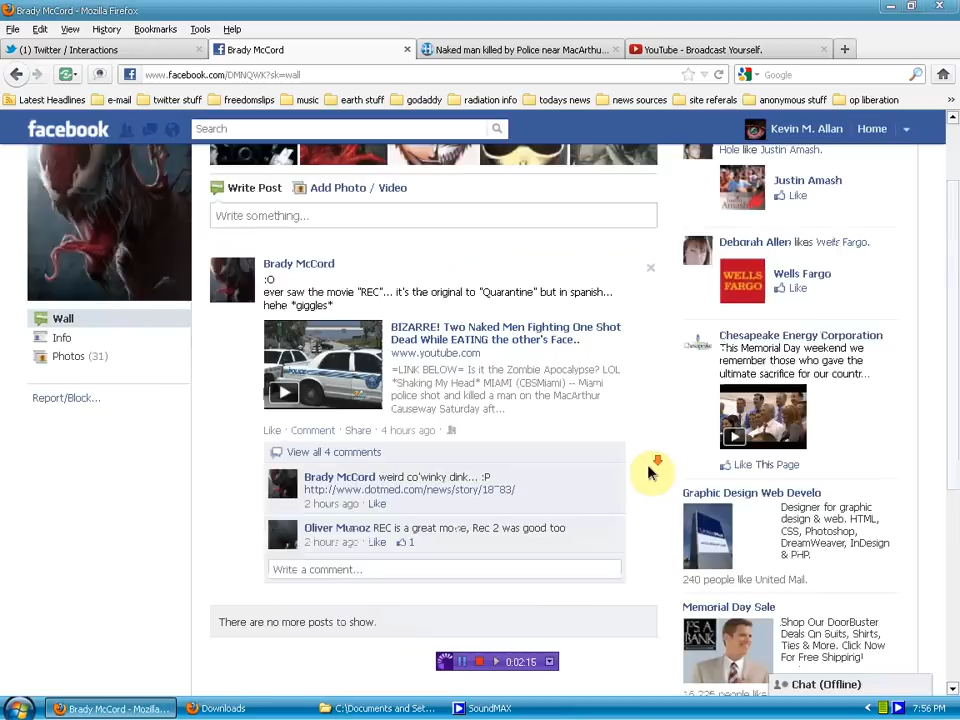 Brady McCord - Mozilla Firefox
File Edit View History Bookmarks Tools Help
(1) Twitter / Interactions
Brady McCord
Naked man killed by Police near MacArthu...
YouTube - Broadcast Yourself.
www.facebook.com/DMNQWK?sk=wall
Google
Latest Headlines e-mail twitter stuff freedomslips music earth stuff godaddy radiation info todays news news sources site referals anonymous stuff op liberation
facebook
Search
Kevin M. Allan Home
Hole like Justin Amash.
Justin Amash
Like
Write Post Add Photo / Video
Write something...
Deborah Allen likes Wells Fargo.
WELLS FARGO
Wells Fargo
Like
Brady McCord
:O
ever saw the movie "REC"... it's the original to "Quarantine" but in spanish...
hehe *giggles*
BIZARRE! Two Naked Men Fighting One Shot
Dead While EATING the other's Face..
www.youtube.com
=LINK BELOW= Is it the Zombie Apocalypse? LOL
*Shaking My Head* MIAMI (CBSMiami) -- Miami
police shot and killed a man on the MacArthur
Causeway Saturday aft...
Like · Comment · Share · 4 hours ago ·
View all 4 comments
Brady McCord weird co'winky dink... :P
2 hours ago · Like
Oliver Munoz REC is a great move, Rec 2 was good too
2 hours ago · Like 1
Write a comment...
There are no more posts to show.
Wall
Info
Photos (31)
Report/Block...
Chesapeake Energy Corporation
This Memorial Day weekend we
remember those who gave the
ultimate sacrifice for our countr...
Like This Page
Graphic Design Web Develo
Designer for graphic
design & web. HTML,
CSS, Photoshop,
DreamWeaver, InDesign
& PHP.
240 people like United Mail.
Memorial Day Sale
JOS. A.
BANK
Shop Our DoorBuster
Deals On Suits, Shirts,
Ties & More. Click Now
For Free Shipping!
Chat (Offline)
0:02:15
Brady McCord - Mozilla...
Downloads
C:\Documents and Set...
SoundMAX
7:56 PM